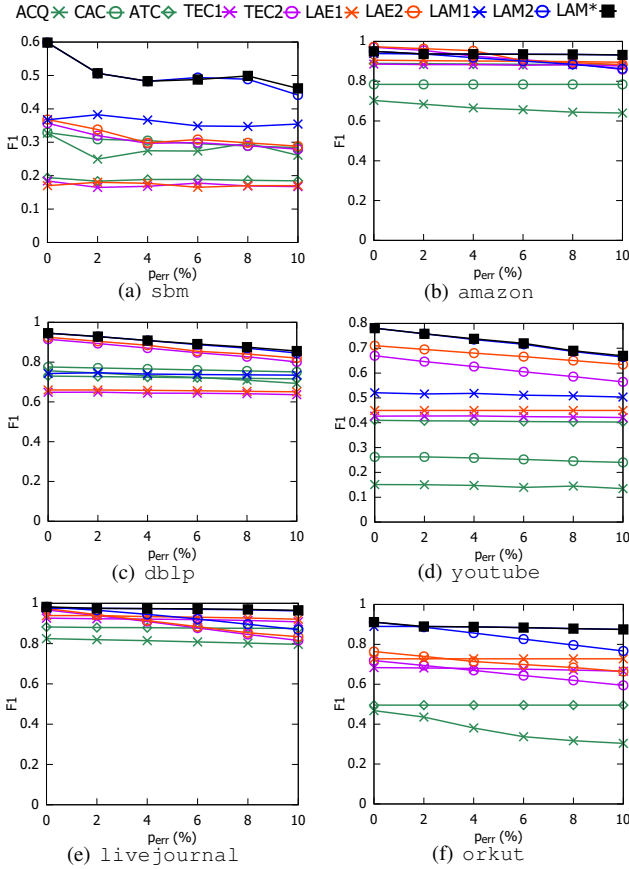 ACQ CAC ATC TEC1 TEC2 LAE1 LAE2 LAM1 LAM2 LAM*
0.6
0.5
0.4
F1
0.3
0.2
0.1
0
0 2 4 6 8 10
p_err (%)
(a) sbm
1
0.8
F1
0.6
0.4
0.2
0
0 2 4 6 8 10
p_err (%)
(b) amazon
1
0.8
F1
0.6
0.4
0.2
0
0 2 4 6 8 10
p_err (%)
(c) dblp
0.8
0.7
0.6
0.5
F1
0.4
0.3
0.2
0.1
0
0 2 4 6 8 10
p_err (%)
(d) youtube
1
0.8
F1
0.6
0.4
0.2
0
0 2 4 6 8 10
p_err (%)
(e) livejournal
1
0.8
F1
0.6
0.4
0.2
0
0 2 4 6 8 10
p_err (%)
(f) orkut